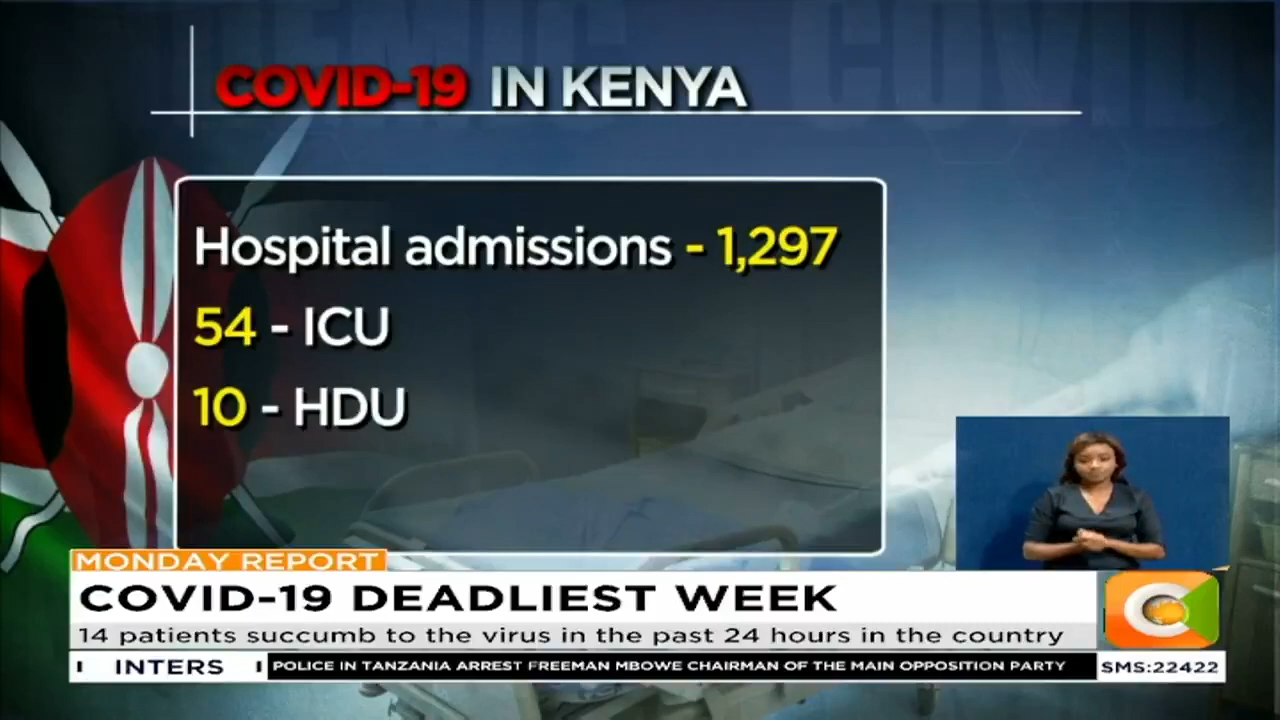 COVID-19 IN KENYA
Hospital admissions - 1,297
54 - ICU
10 - HDU
MONDAY REPORT
COVID-19 DEADLIEST WEEK
14 patients succumb to the virus in the past 24 hours in the country
INTERS
POLICE IN TANZANIA ARREST FREEMAN MBOWE CHAIRMAN OF THE MAIN OPPOSITION PARTY
SMS:22422